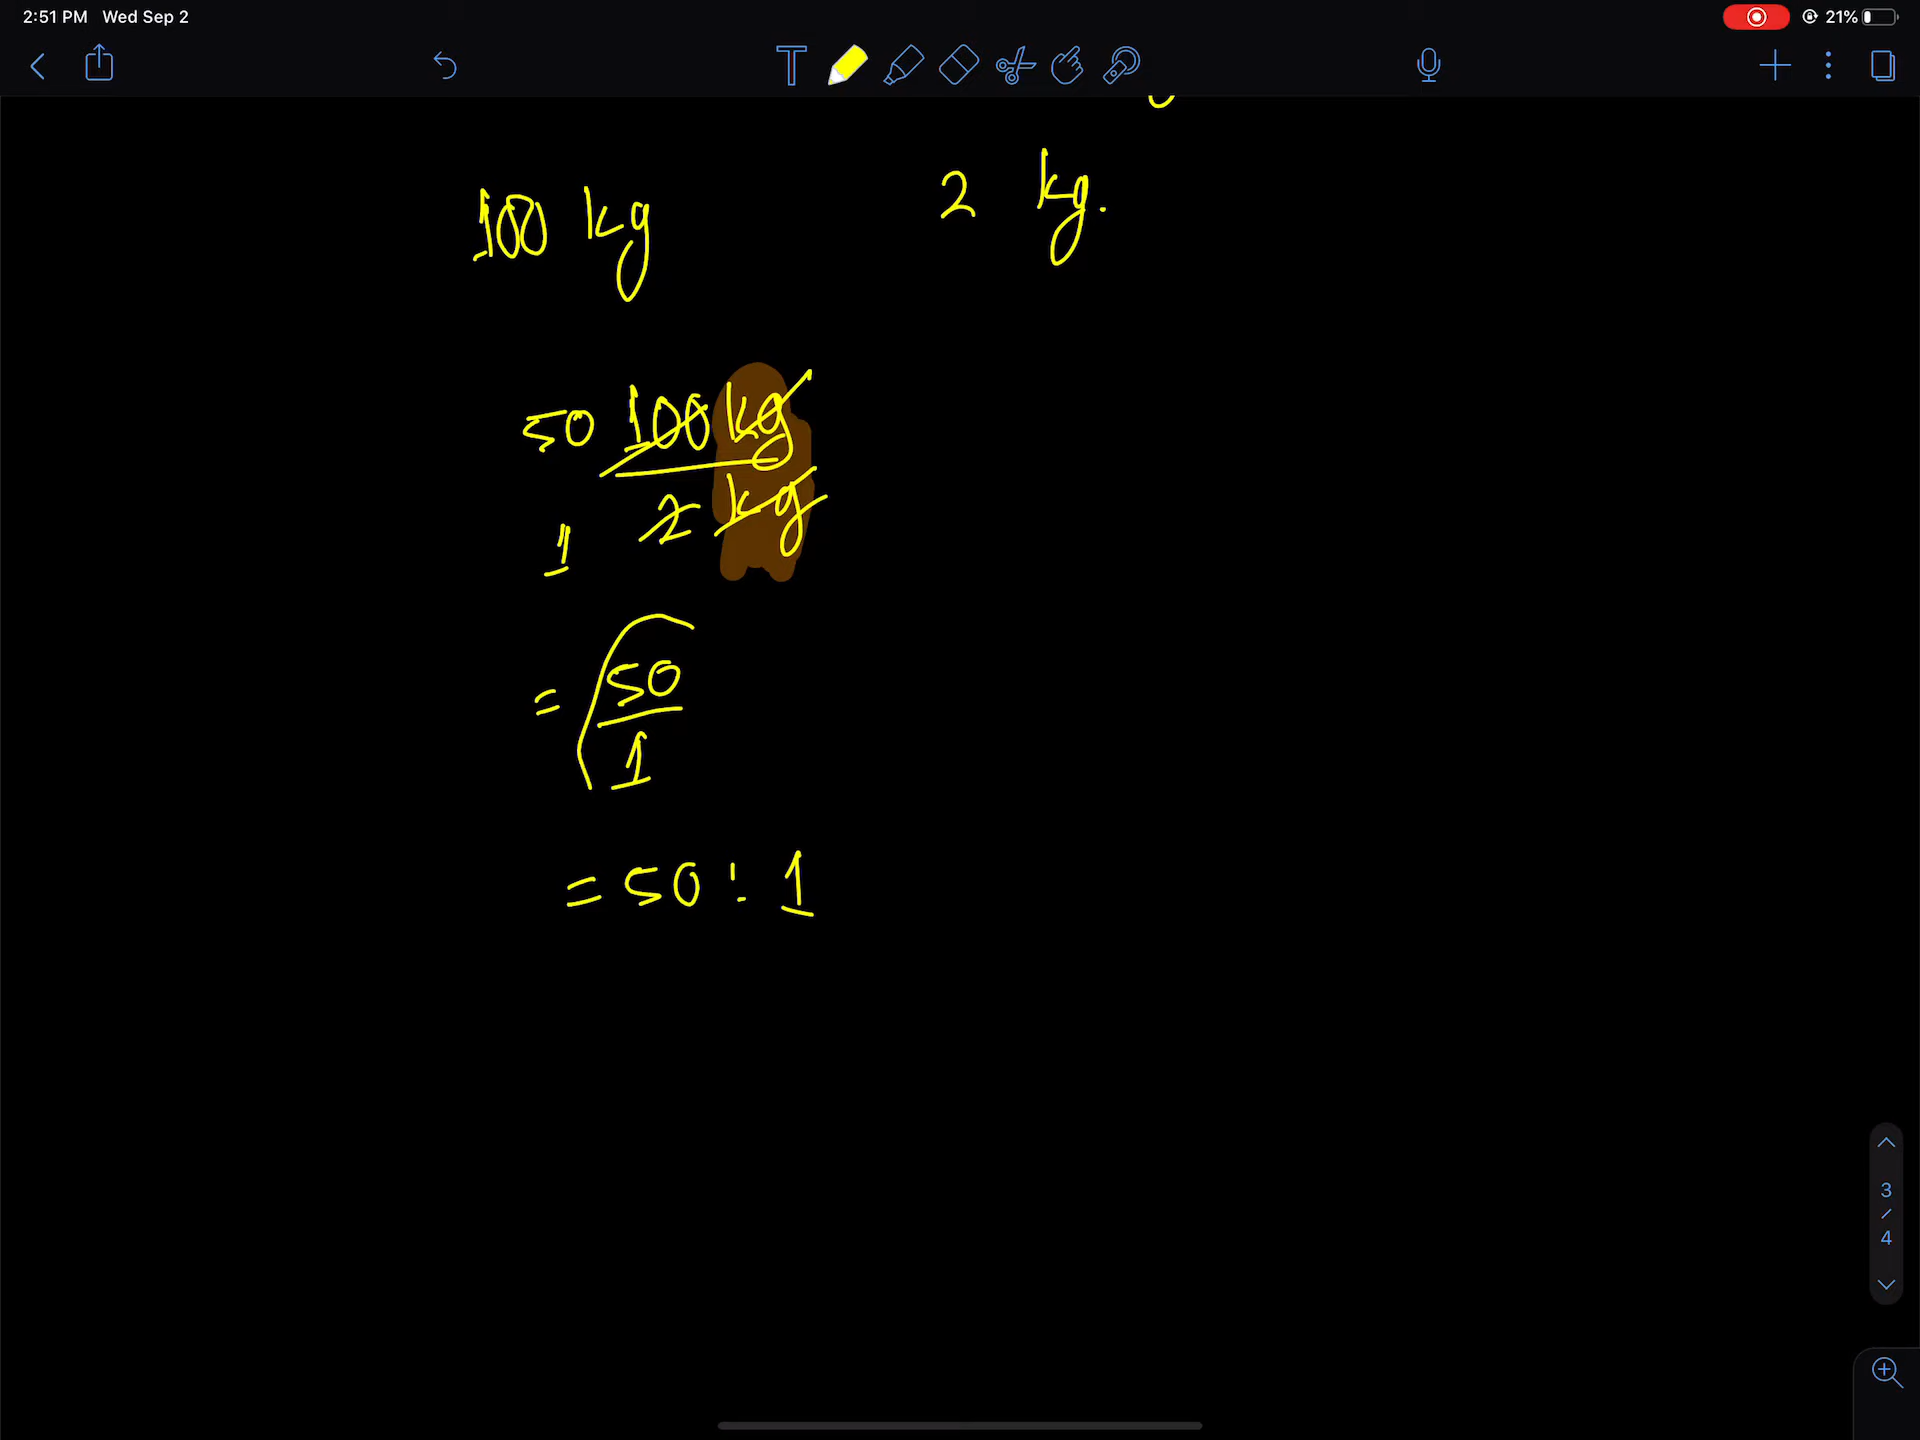 2:51 PM Wed Sep 2
21%
T
100 kg
2 kg.
50 100 kg
1 2 kg
= 50
1
= 50 : 1
3
/
4